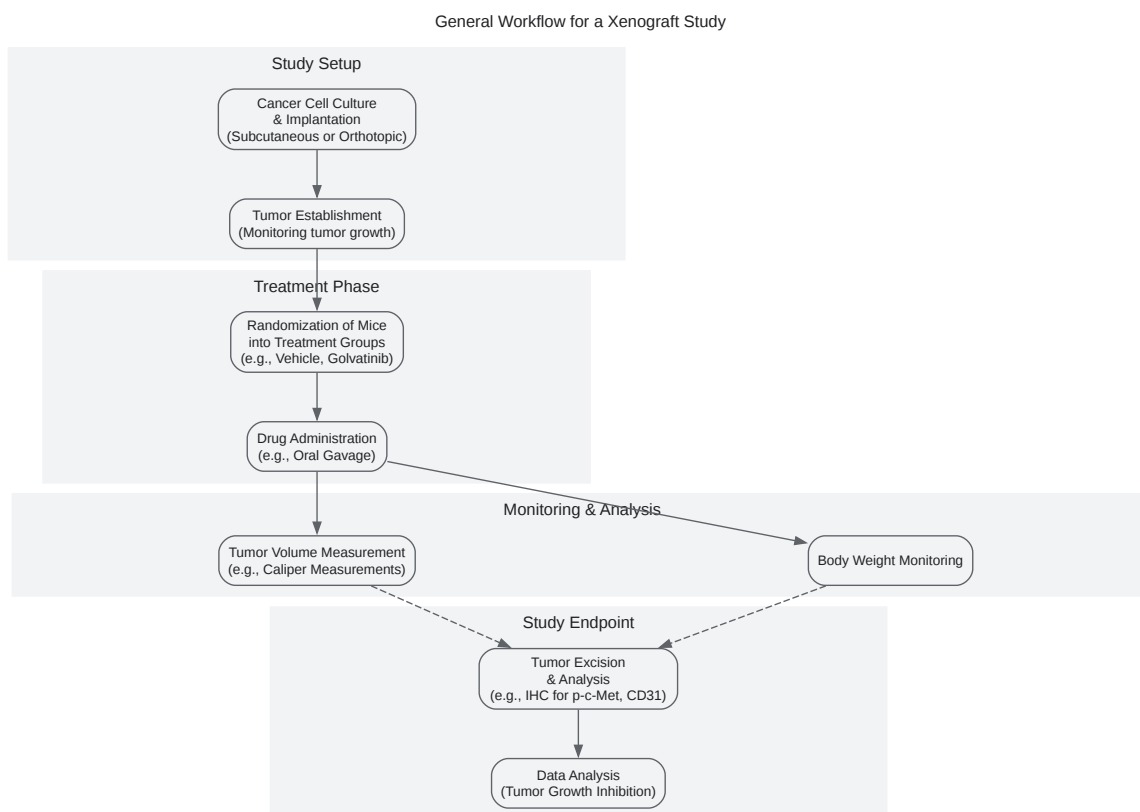 General Workflow for a Xenograft Study
Study Setup
Cancer Cell Culture
& Implantation
(Subcutaneous or Orthotopic)
Tumor Establishment
(Monitoring tumor growth)
Treatment Phase
Randomization of Mice
into Treatment Groups
(e.g., Vehicle, Golvatinib)
Drug Administration
(e.g., Oral Gavage)
Monitoring & Analysis
Tumor Volume Measurement
(e.g., Caliper Measurements)
Body Weight Monitoring
Study Endpoint
Tumor Excision
& Analysis
(e.g., IHC for p-c-Met, CD31)
Data Analysis
(Tumor Growth Inhibition)